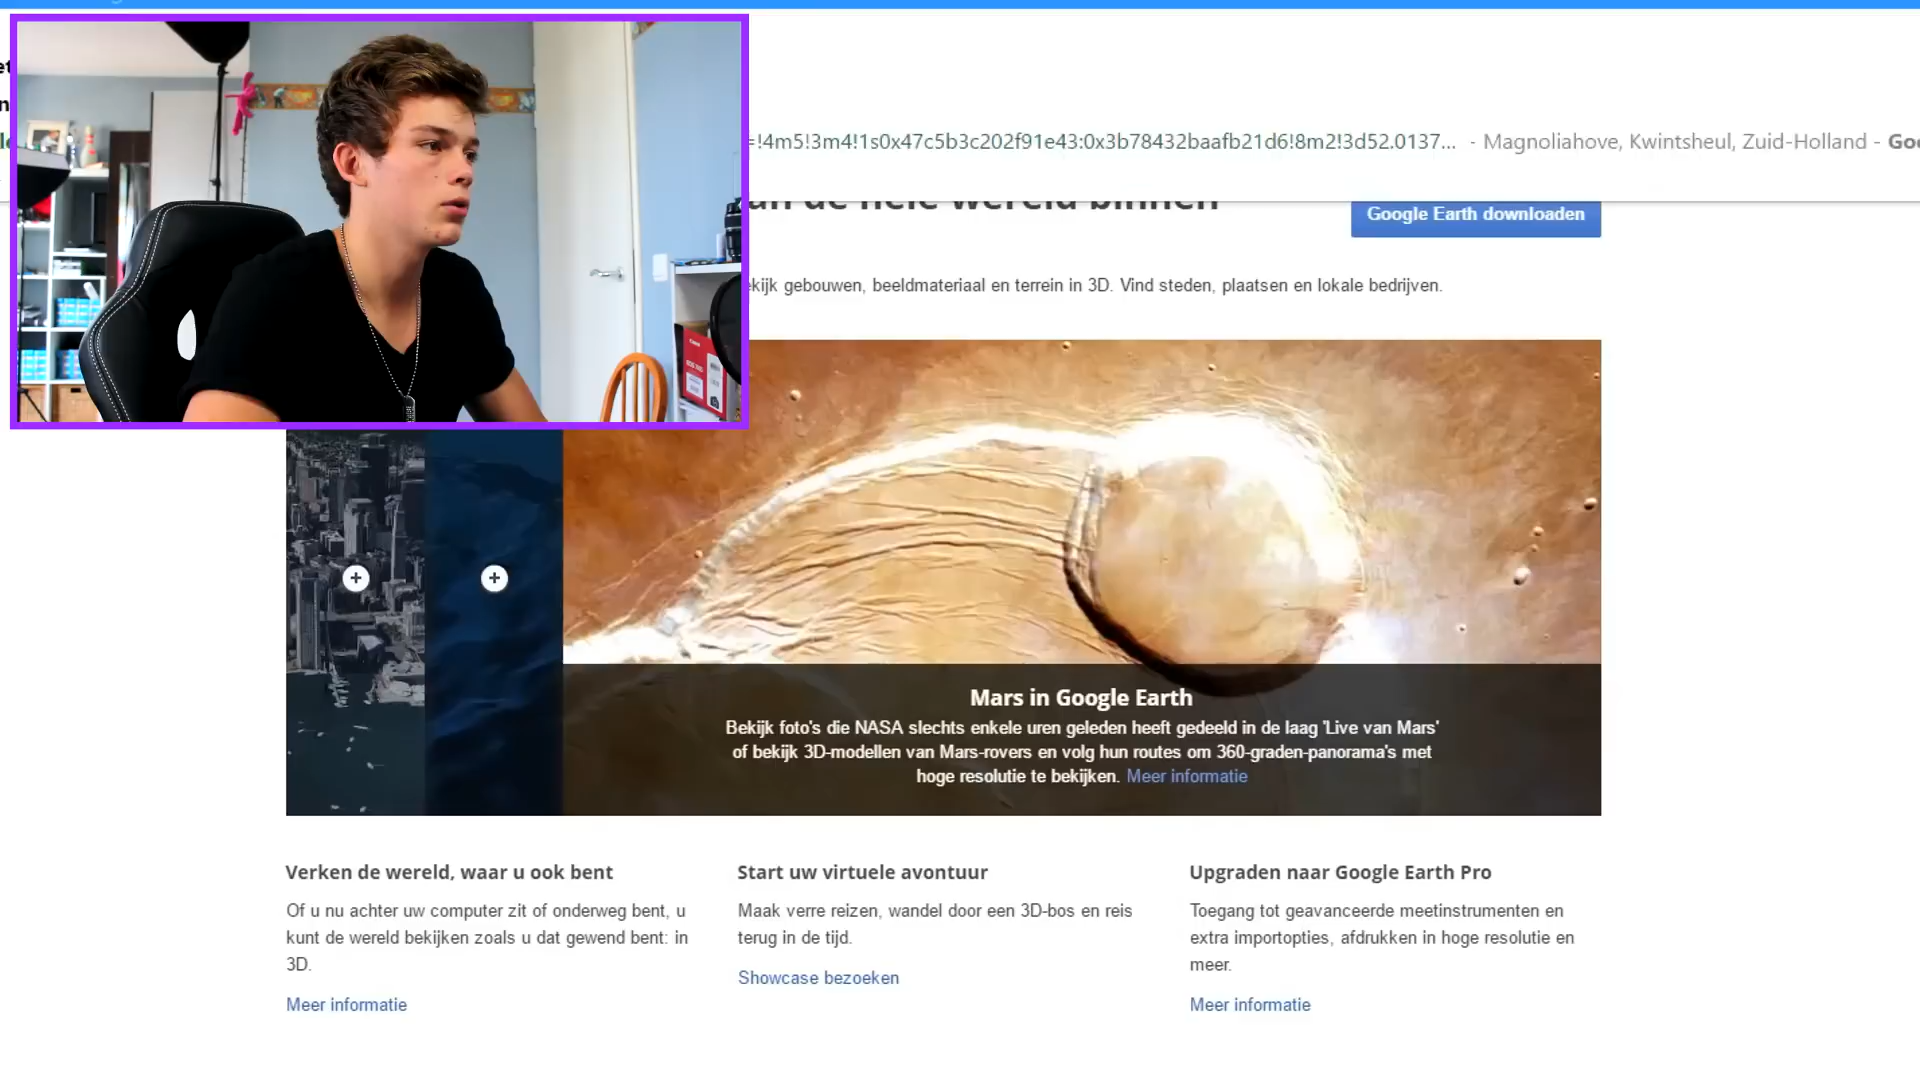 =!4m5!3m4!1s0x47c5b3c202f91e43:0x3b78432baafb21d6!8m2!3d52.0137... - Magnoliahove, Kwintsheul, Zuid-Holland - Goo
an de hele wereld binnen
Google Earth downloaden
ekijk gebouwen, beeldmateriaal en terrein in 3D. Vind steden, plaatsen en lokale bedrijven.
Mars in Google Earth
Bekijk foto's die NASA slechts enkele uren geleden heeft gedeeld in de laag 'Live van Mars'
of bekijk 3D-modellen van Mars-rovers en volg hun routes om 360-graden-panorama's met
hoge resolutie te bekijken. Meer informatie
Verken de wereld, waar u ook bent
Of u nu achter uw computer zit of onderweg bent, u
kunt de wereld bekijken zoals u dat gewend bent: in
3D.
Meer informatie
Start uw virtuele avontuur
Maak verre reizen, wandel door een 3D-bos en reis
terug in de tijd.
Showcase bezoeken
Upgraden naar Google Earth Pro
Toegang tot geavanceerde meetinstrumenten en
extra importopties, afdrukken in hoge resolutie en
meer.
Meer informatie